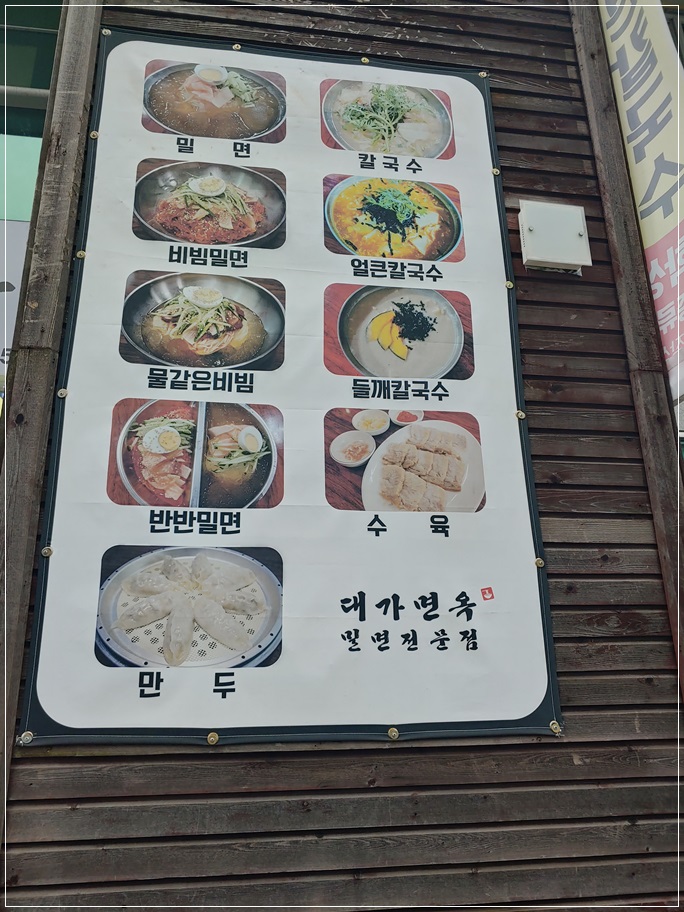 밀 면
칼국수
비빔밀면
얼큰칼국수
물같은비빔
들깨칼국수
반반밀면
수 육
만 두
대가면옥
밀면전문점